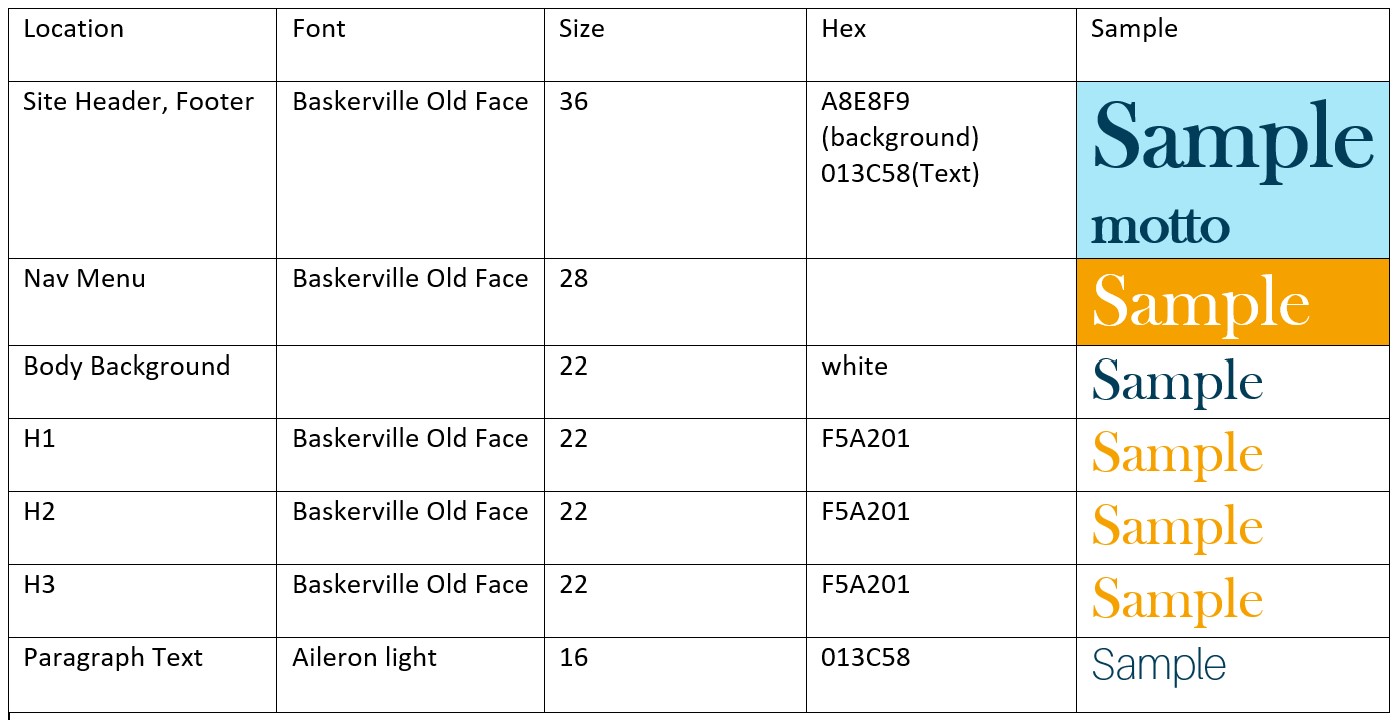 Location Font Size Hex Sample
Site Header, Footer Baskerville Old Face 36 A8E8F9
(background)
013C58(Text)
Sample
motto
Nav Menu Baskerville Old Face 28 Sample
Body Background 22 white Sample
H1 Baskerville Old Face 22 F5A201 Sample
H2 Baskerville Old Face 22 F5A201 Sample
H3 Baskerville Old Face 22 F5A201 Sample
Paragraph Text Aileron light 16 013C58 Sample